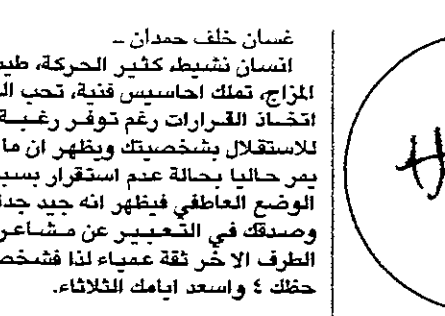 غسان خلف حمدان -
انسان نشيط، كثير الحركة، طيب
المزاج، تملك احاسيس فنية، تحب ال
اتخاذ القرارات رغم توفر رغبة
للاستقلال بشخصيتك ويظهر ان ما
يمر حاليا بحالة عدم استقرار بسبب
الوضع العاطفي فيظهر انه جيد جدا
وصدقك في التعبير عن مشاعر
الطرف الاخر ثقة عمياء لذا فشخص
حظك ٤ واسعد ايامك الثلاثاء.